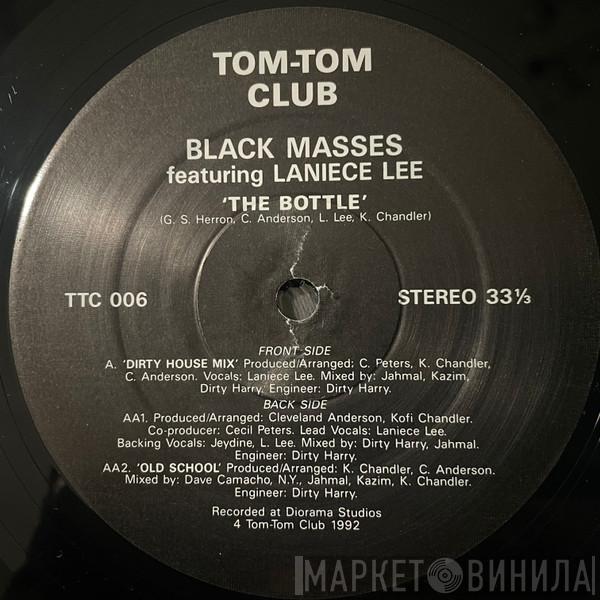 TOM-TOM
CLUB
BLACK MASSES
featuring LANIECE LEE
'THE BOTTLE'
(G. S. Herron, C. Anderson, L. Lee, K. Chandler)
TTC 006
STEREO 33⅓
FRONT SIDE
A. 'DIRTY HOUSE MIX' Produced/Arranged; C. Peters, K. Chandler,
C. Anderson. Vocals: Laniece Lee. Mixed by: Jahmal, Kazim,
Dirty Harry. Engineer: Dirty Harry.
BACK SIDE
AA1. Produced/Arranged: Cleveland Anderson, Kofi Chandler.
Co-producer: Cecil Peters. Lead Vocals: Laniece Lee.
Backing Vocals: Jeydine, L. Lee. Mixed by: Dirty Harry, Jahmal.
Engineer: Dirty Harry.
AA2. 'OLD SCHOOL' Produced/Arranged: K. Chandler, C. Anderson.
Mixed by: Dave Camacho, N.Y., Jahmal, Kazim, K. Chandler.
Engineer: Dirty Harry.
Recorded at Diorama Studios
4 Tom-Tom Club 1992
МАРКЕТ ВИНИЛА